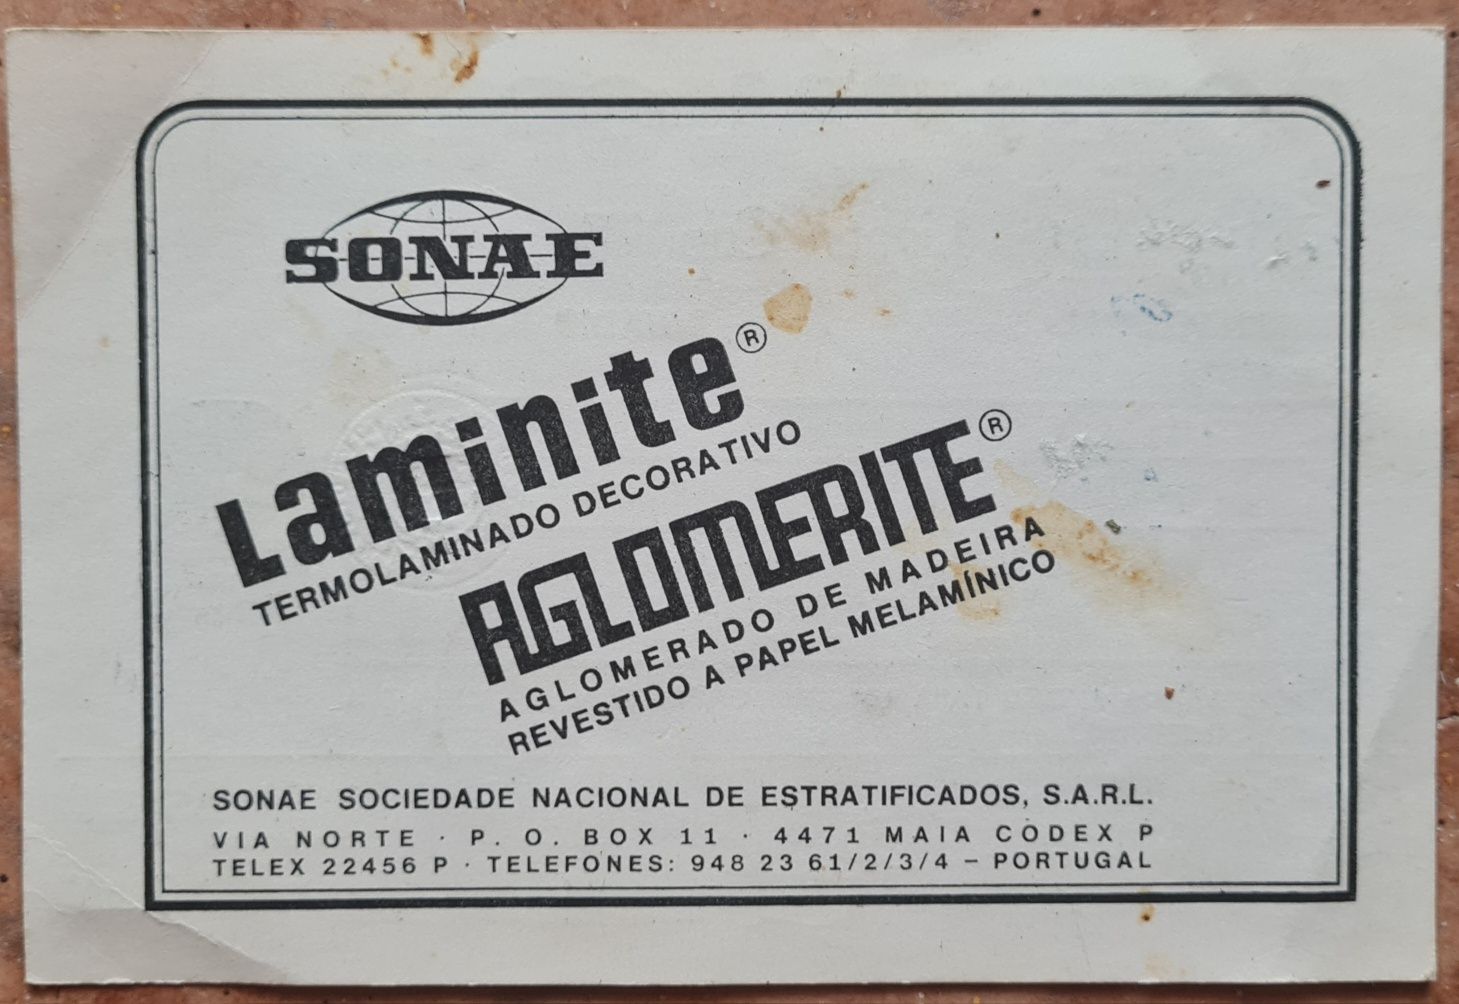 SONAE
Laminite®
TERMOLAMINADO DECORATIVO
AGLOMERITE®
AGLOMERADO DE MADEIRA
REVESTIDO A PAPEL MELAMÍNICO
SONAE SOCIEDADE NACIONAL DE ESTRATIFICADOS, S.A.R.L.
VIA NORTE · P. O. BOX 11 · 4471 MAIA CODEX P
TELEX 22456 P · TELEFONES: 948 23 61/2/3/4 – PORTUGAL